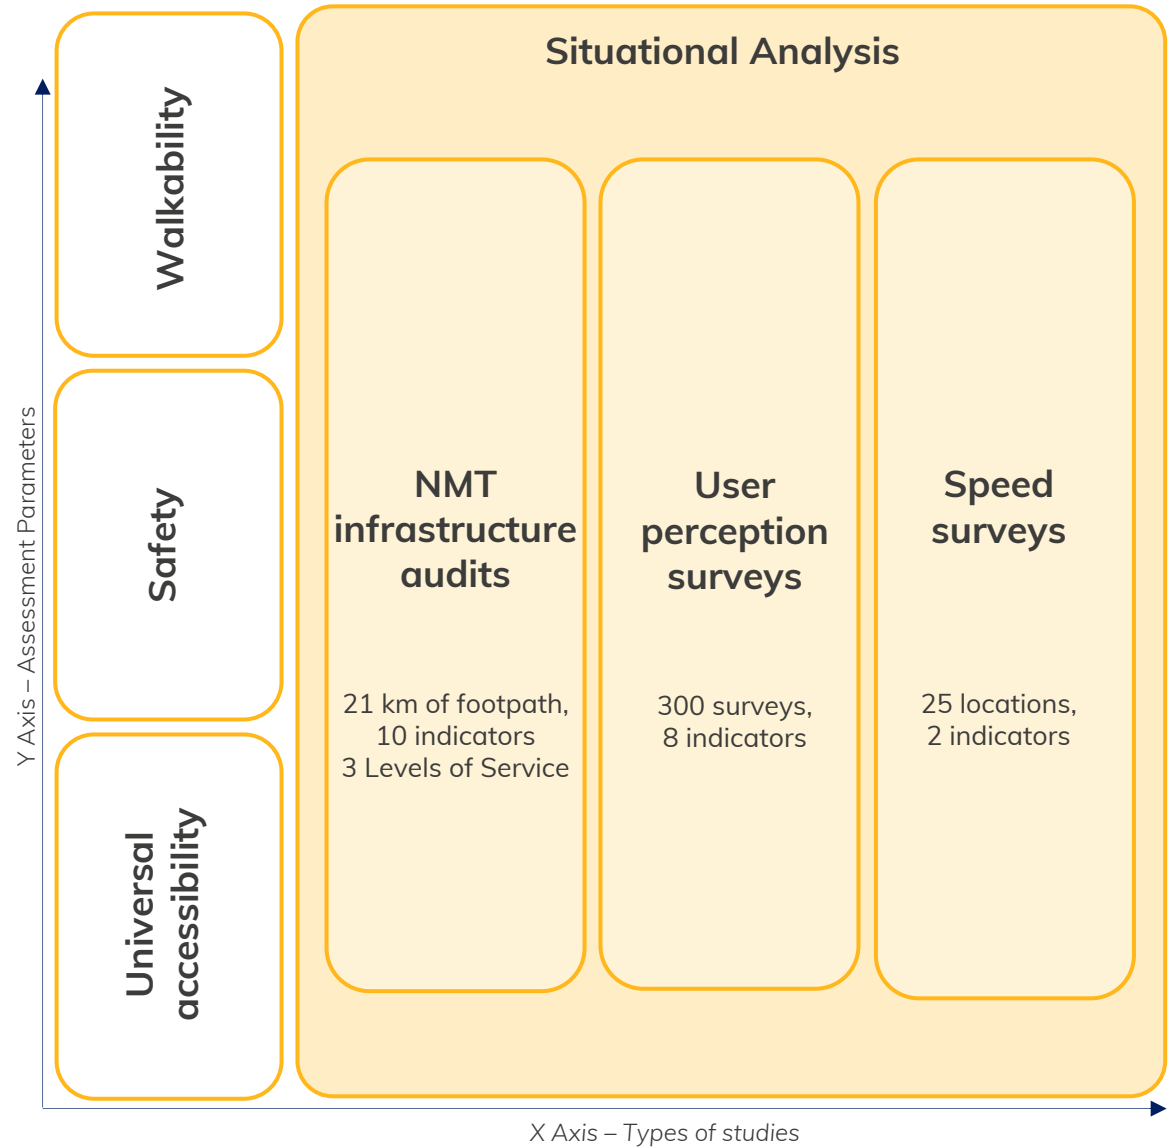 Situational Analysis
Walkability
Safety
Universal
accessibility
Y Axis – Assessment Parameters
NMT
infrastructure
audits
21 km of footpath,
10 indicators
3 Levels of Service
User
perception
surveys
300 surveys,
8 indicators
Speed
surveys
25 locations,
2 indicators
X Axis – Types of studies